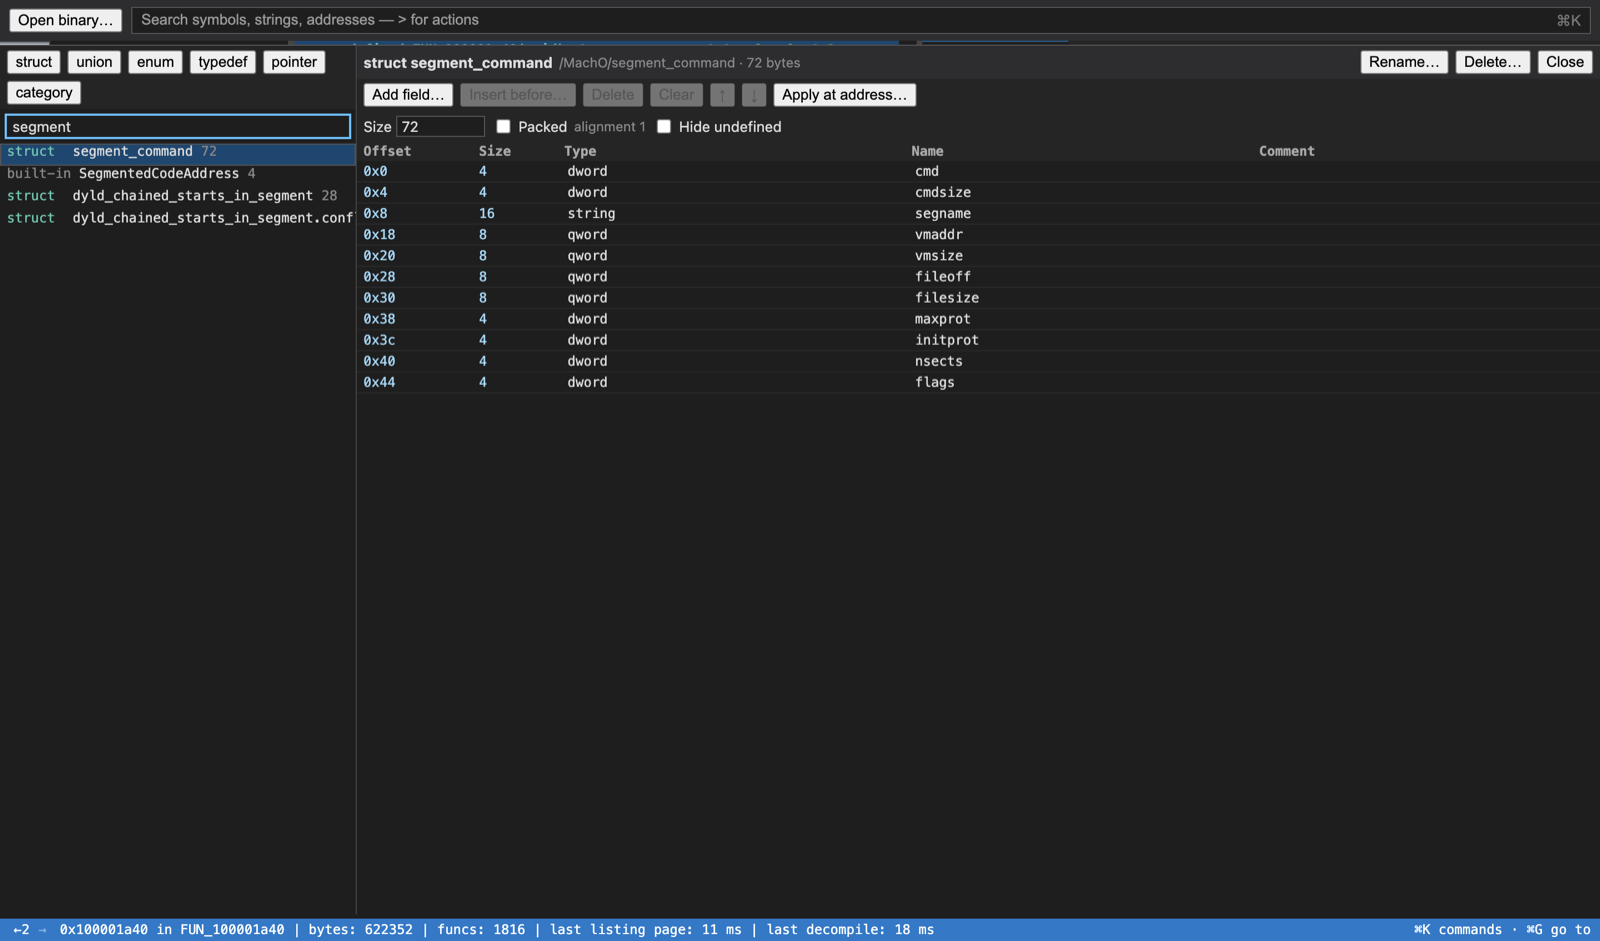 Open binary… Search symbols, strings, addresses — > for actions ⌘K
struct union enum typedef pointer
category
segment
struct segment_command 72
built-in SegmentedCodeAddress 4
struct dyld_chained_starts_in_segment 28
struct dyld_chained_starts_in_segment.conf
struct segment_command /MachO/segment_command · 72 bytes Rename… Delete… Close
Add field… Insert before… Delete Clear ↑ ↓ Apply at address…
Size 72 Packed alignment 1 Hide undefined
Offset Size Type Name Comment
0x0 4 dword cmd
0x4 4 dword cmdsize
0x8 16 string segname
0x18 8 qword vmaddr
0x20 8 qword vmsize
0x28 8 qword fileoff
0x30 8 qword filesize
0x38 4 dword maxprot
0x3c 4 dword initprot
0x40 4 dword nsects
0x44 4 dword flags
←2 → 0x100001a40 in FUN_100001a40 | bytes: 622352 | funcs: 1816 | last listing page: 11 ms | last decompile: 18 ms ⌘K commands · ⌘G go to